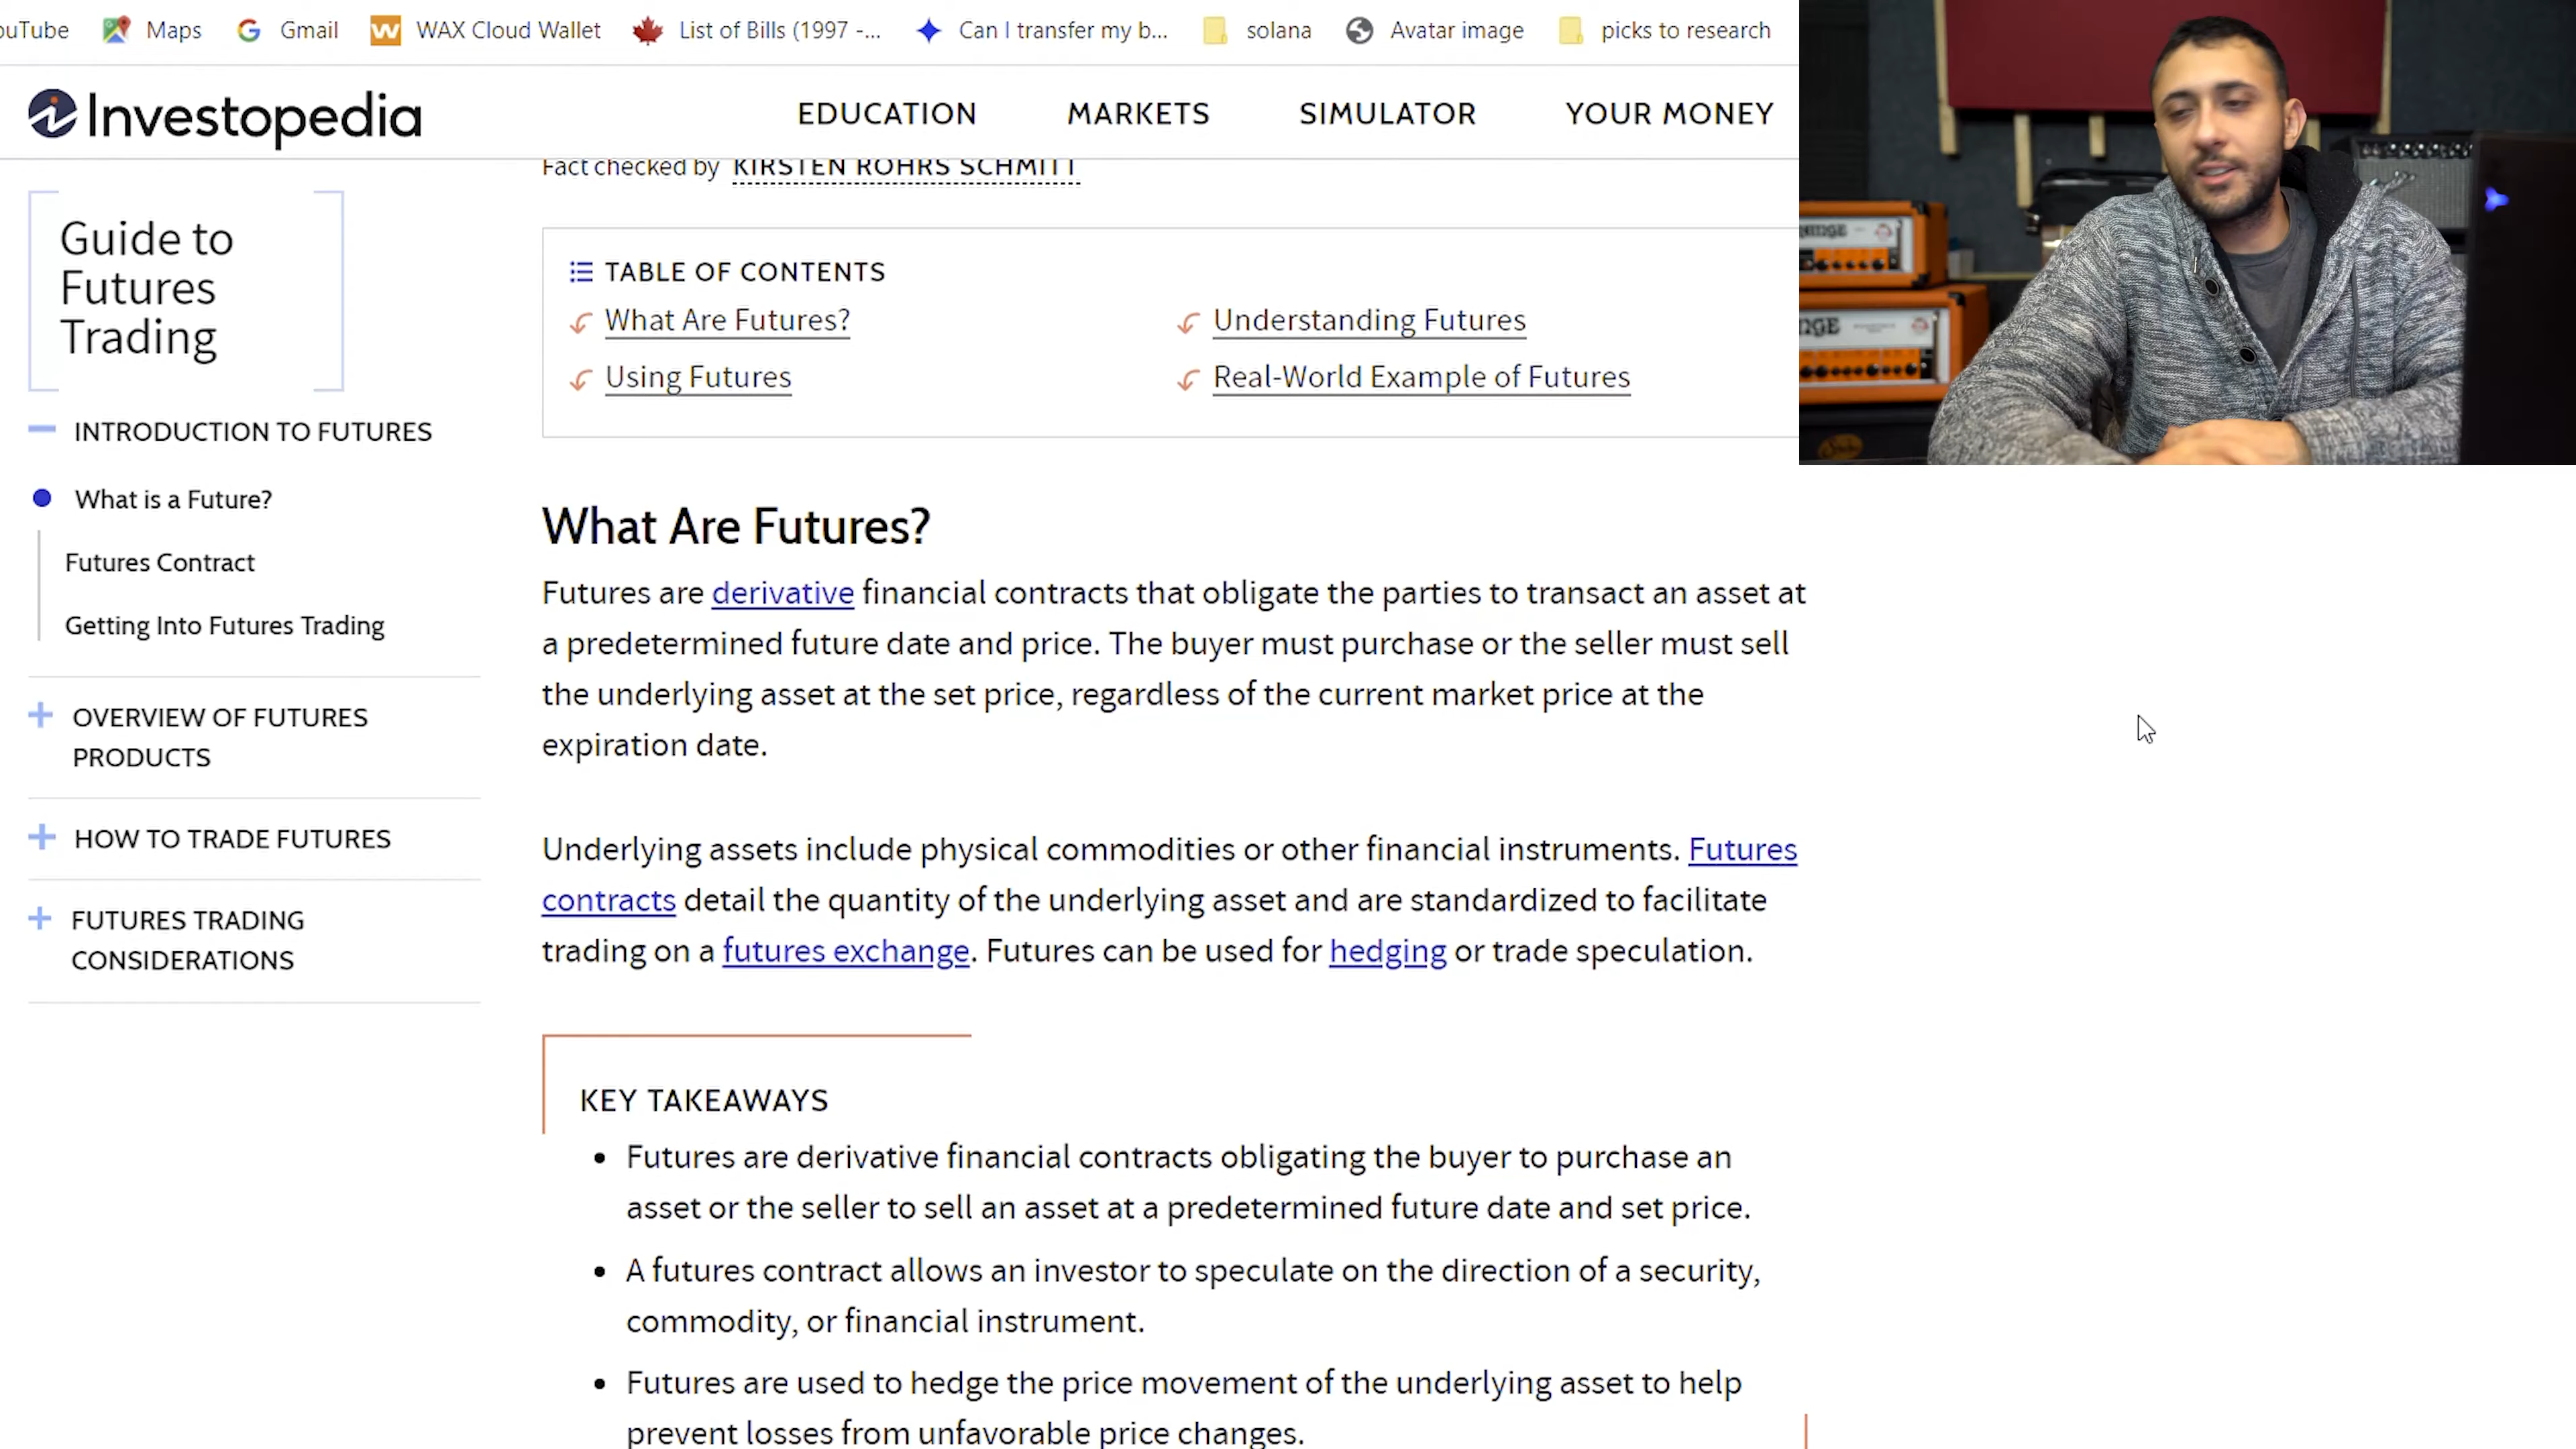 ouTube Maps Gmail WAX Cloud Wallet List of Bills (1997 -... Can I transfer my b... solana Avatar image picks to research
Investopedia EDUCATION MARKETS SIMULATOR YOUR MONEY
Fact checked by KIRSTEN ROHRS SCHMITT
Guide to
Futures
Trading
INTRODUCTION TO FUTURES
What is a Future?
Futures Contract
Getting Into Futures Trading
OVERVIEW OF FUTURES
PRODUCTS
HOW TO TRADE FUTURES
FUTURES TRADING
CONSIDERATIONS
TABLE OF CONTENTS
What Are Futures? Understanding Futures
Using Futures Real-World Example of Futures
What Are Futures?
Futures are derivative financial contracts that obligate the parties to transact an asset at
a predetermined future date and price. The buyer must purchase or the seller must sell
the underlying asset at the set price, regardless of the current market price at the
expiration date.
Underlying assets include physical commodities or other financial instruments. Futures
contracts detail the quantity of the underlying asset and are standardized to facilitate
trading on a futures exchange. Futures can be used for hedging or trade speculation.
KEY TAKEAWAYS
• Futures are derivative financial contracts obligating the buyer to purchase an
asset or the seller to sell an asset at a predetermined future date and set price.
• A futures contract allows an investor to speculate on the direction of a security,
commodity, or financial instrument.
• Futures are used to hedge the price movement of the underlying asset to help
prevent losses from unfavorable price changes.